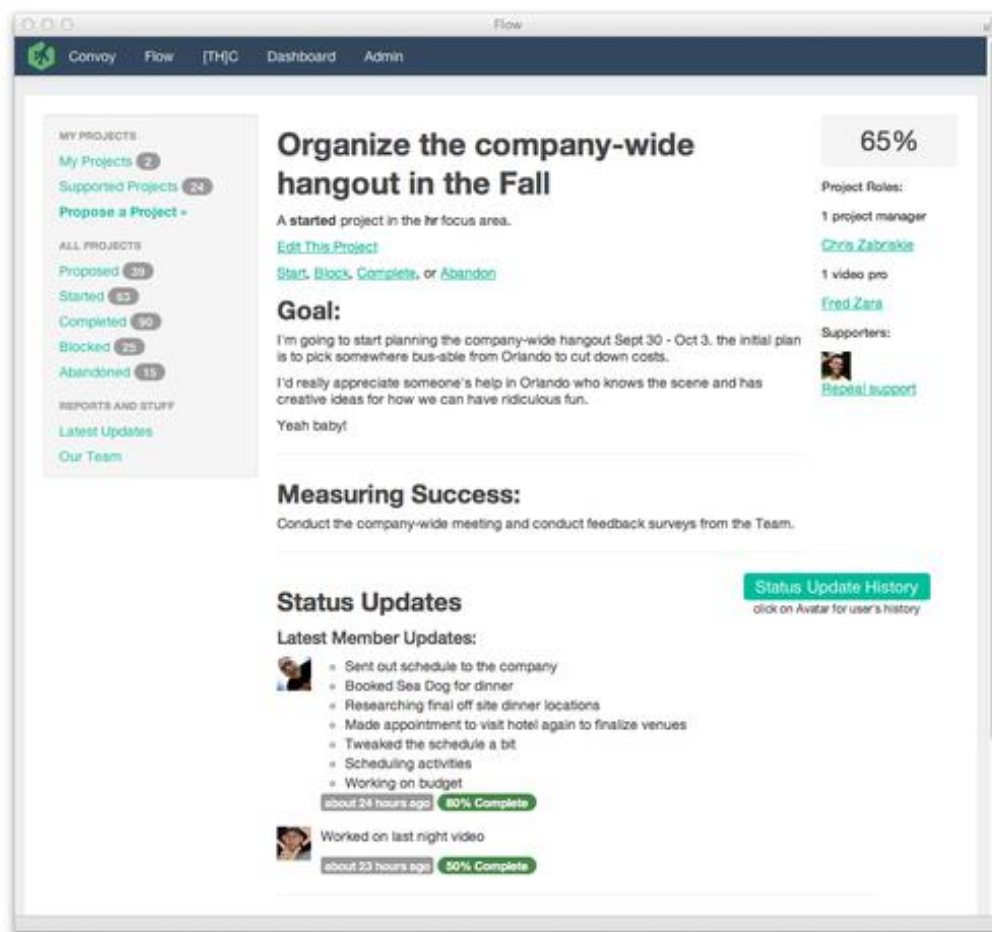 Flow
Convoy Flow [TH]C Dashboard Admin
MY PROJECTS
My Projects 2
Supported Projects 24
Propose a Project »
ALL PROJECTS
Proposed 39
Started 53
Completed 90
Blocked 25
Abandoned 15
REPORTS AND STUFF
Latest Updates
Our Team
Organize the company-wide
hangout in the Fall
A started project in the hr focus area.
Edit This Project
Start, Block, Complete, or Abandon
Goal:
I'm going to start planning the company-wide hangout Sept 30 - Oct 3. the initial plan
is to pick somewhere bus-able from Orlando to cut down costs.
I'd really appreciate someone's help in Orlando who knows the scene and has
creative ideas for how we can have ridiculous fun.
Yeah baby!
Measuring Success:
Conduct the company-wide meeting and conduct feedback surveys from the Team.
65%
Project Roles:
1 project manager
Chris Zabriskie
1 video pro
Fred Zara
Supporters:
Repeal support
Status Updates
Status Update History
click on Avatar for user's history
Latest Member Updates:
Sent out schedule to the company
Booked Sea Dog for dinner
Researching final off site dinner locations
Made appointment to visit hotel again to finalize venues
Tweaked the schedule a bit
Scheduling activities
Working on budget
about 24 hours ago 80% Complete
Worked on last night video
about 23 hours ago 50% Complete